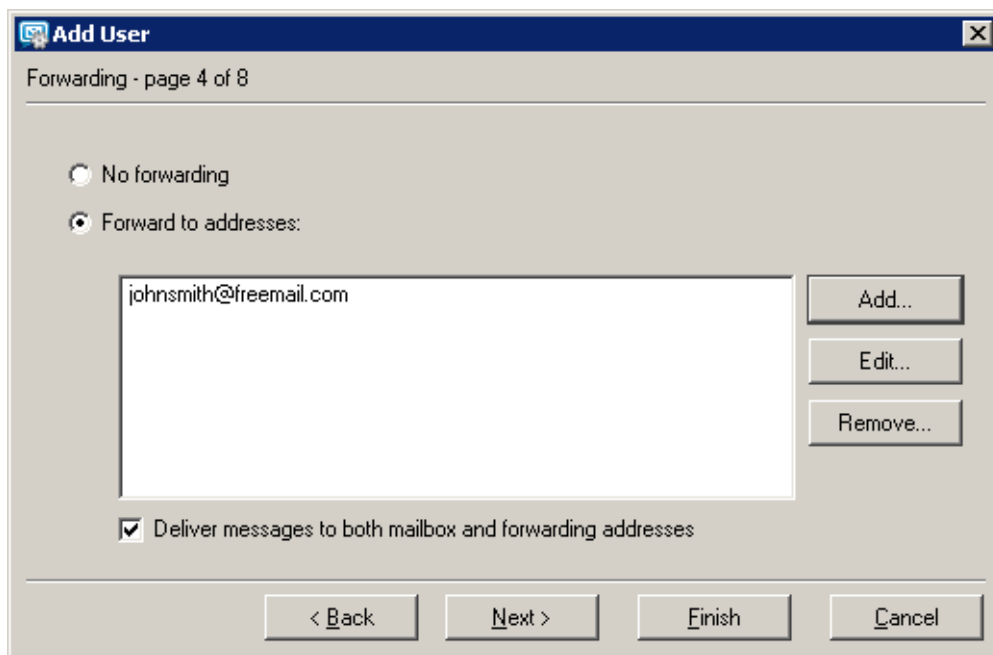 Add User
Forwarding - page 4 of 8
No forwarding
Forward to addresses:
johnsmith@freemail.com
Add...
Edit...
Remove...
Deliver messages to both mailbox and forwarding addresses
< Back
Next >
Finish
Cancel